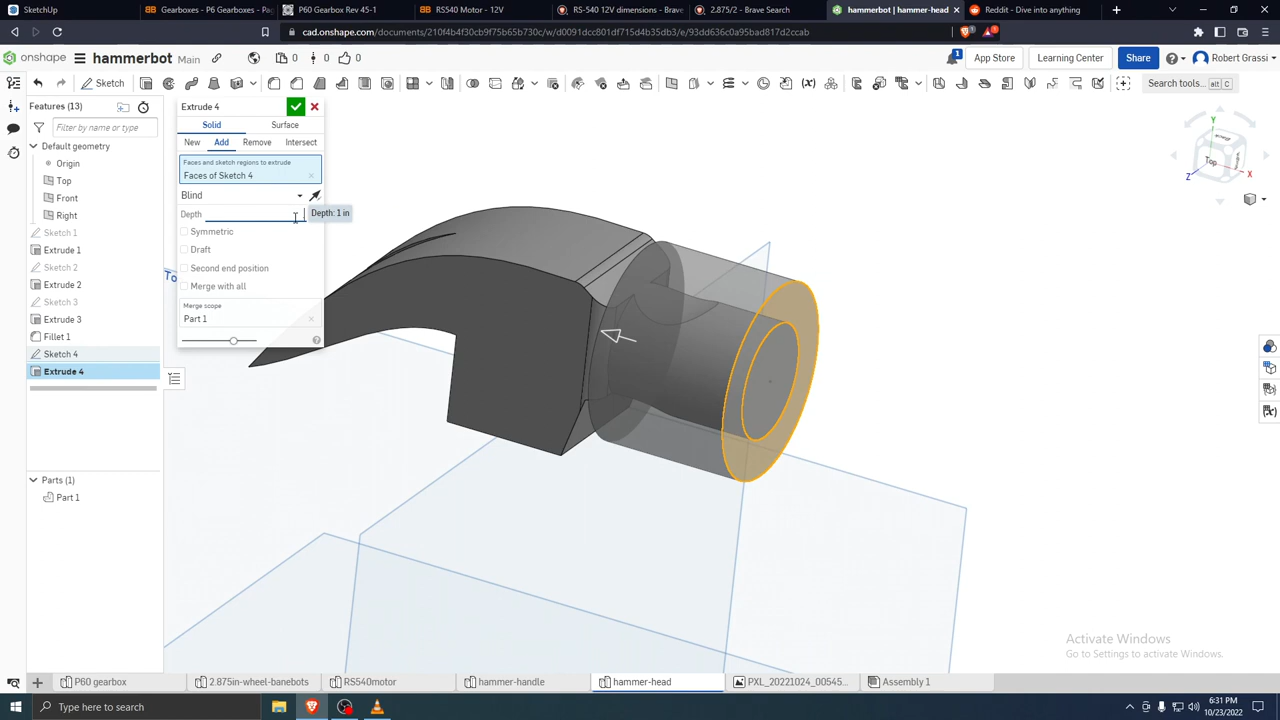 SketchUp
Gearboxes - P60 Gearboxes - Pag
P60 Gearbox Rev 45-1
RS540 Motor - 12V
RS-540 12V dimensions - Brave
2.875/2 - Brave Search
hammerbot | hammer-head
Reddit - Dive into anything
cad.onshape.com/documents/210f4b4f30cb9f75b65b730c/w/0091dcc801df715d4b35db3/e/93dd636c0a95bad817d2ccab
onshape
hammerbot Main
0
0
0
1
App Store
Learning Center
Share
Robert Grassi
Sketch
Search tools...
alt C
Features (13)
Filter by name or type
Default geometry
Origin
Top
Front
Right
Sketch 1
Extrude 1
Sketch 2
Extrude 2
Sketch 3
Extrude 3
Fillet 1
Sketch 4
Extrude 4
Parts (1)
Part 1
Extrude 4
Solid
Surface
New
Add
Remove
Intersect
Faces and sketch regions to extrude
Faces of Sketch 4
Blind
Depth
Depth: 1 in
Symmetric
Draft
Second end position
Merge with all
Merge scope
Part 1
To
Y
Top
X
Z
Activate Windows
Go to Settings to activate Windows.
P60 gearbox
2.875in-wheel-banebots
RS540motor
hammer-handle
hammer-head
PXL_20221024_00545...
Assembly 1
Type here to search
6:31 PM
10/23/2022